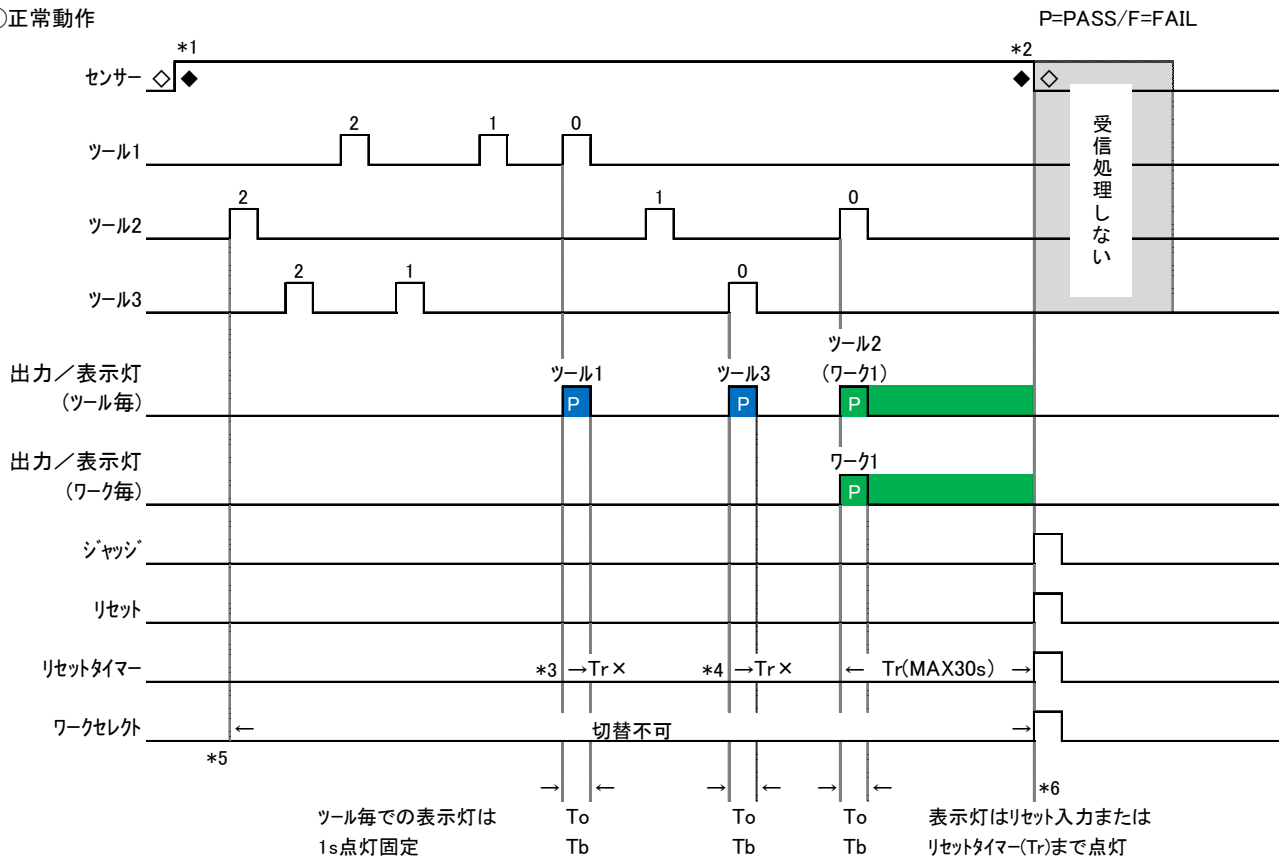 )正常動作
P=PASS/F=FAIL
*1
*2
センサー ◇ ◆ ◆ ◇
2 1 0
ツール1
2 1 0
ツール2
2 1 0
ツール3
受信処理しない
ツール2
出力／表示灯 ツール1 ツール3 (ワーク1)
(ツール毎) P P P
出力／表示灯 ワーク1
(ワーク毎) P
ジャッジ
リセット
リセットタイマー *3 →Tr× *4 →Tr× ← Tr(MAX30s) →
ワークセレクト ← 切替不可 →
*5
→ ← → ← → ← *6
ツール毎での表示灯は To To To 表示灯はリセット入力または
1s点灯固定 Tb Tb Tb リセットタイマー(Tr)まで点灯